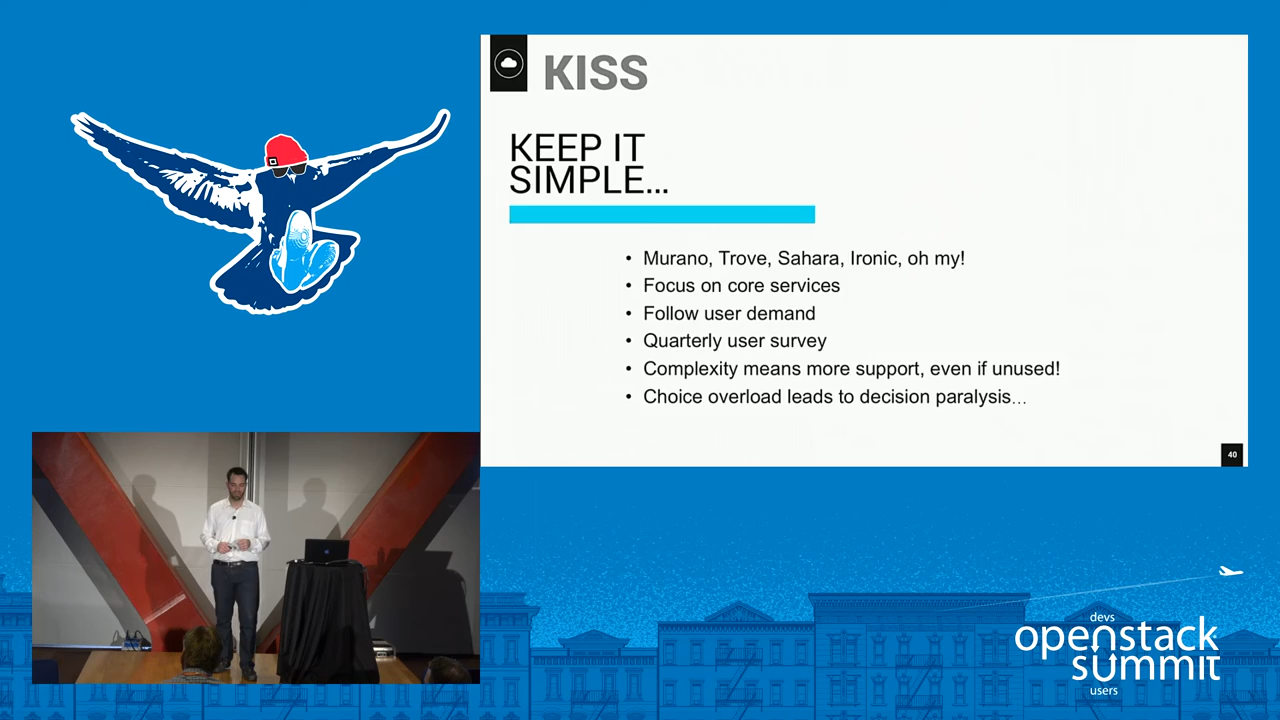 KISS
KEEP IT
SIMPLE...
• Murano, Trove, Sahara, Ironic, oh my!
• Focus on core services
• Follow user demand
• Quarterly user survey
• Complexity means more support, even if unused!
• Choice overload leads to decision paralysis...
40
devs
openstack
summit
users